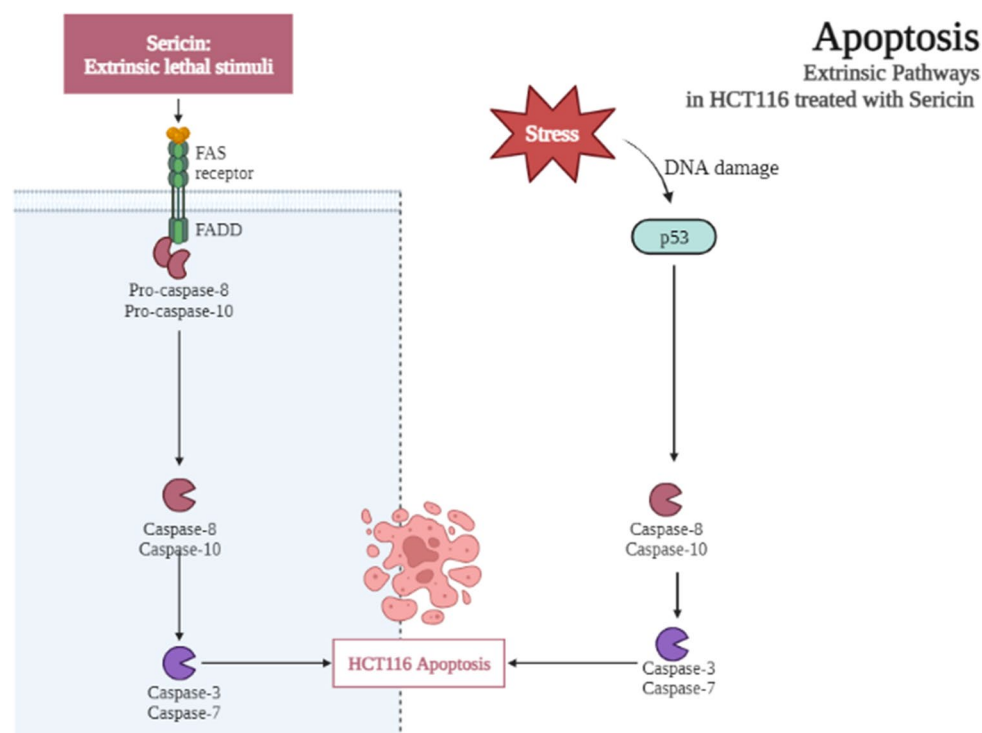 Sericin:
Extrinsic lethal stimuli
Apoptosis
Extrinsic Pathways
in HCT116 treated with Sericin
FAS
receptor
FADD
Pro-caspase-8
Pro-caspase-10
Stress
DNA damage
p53
Caspase-8
Caspase-10
Caspase-8
Caspase-10
Caspase-3
Caspase-7
HCT116 Apoptosis
Caspase-3
Caspase-7